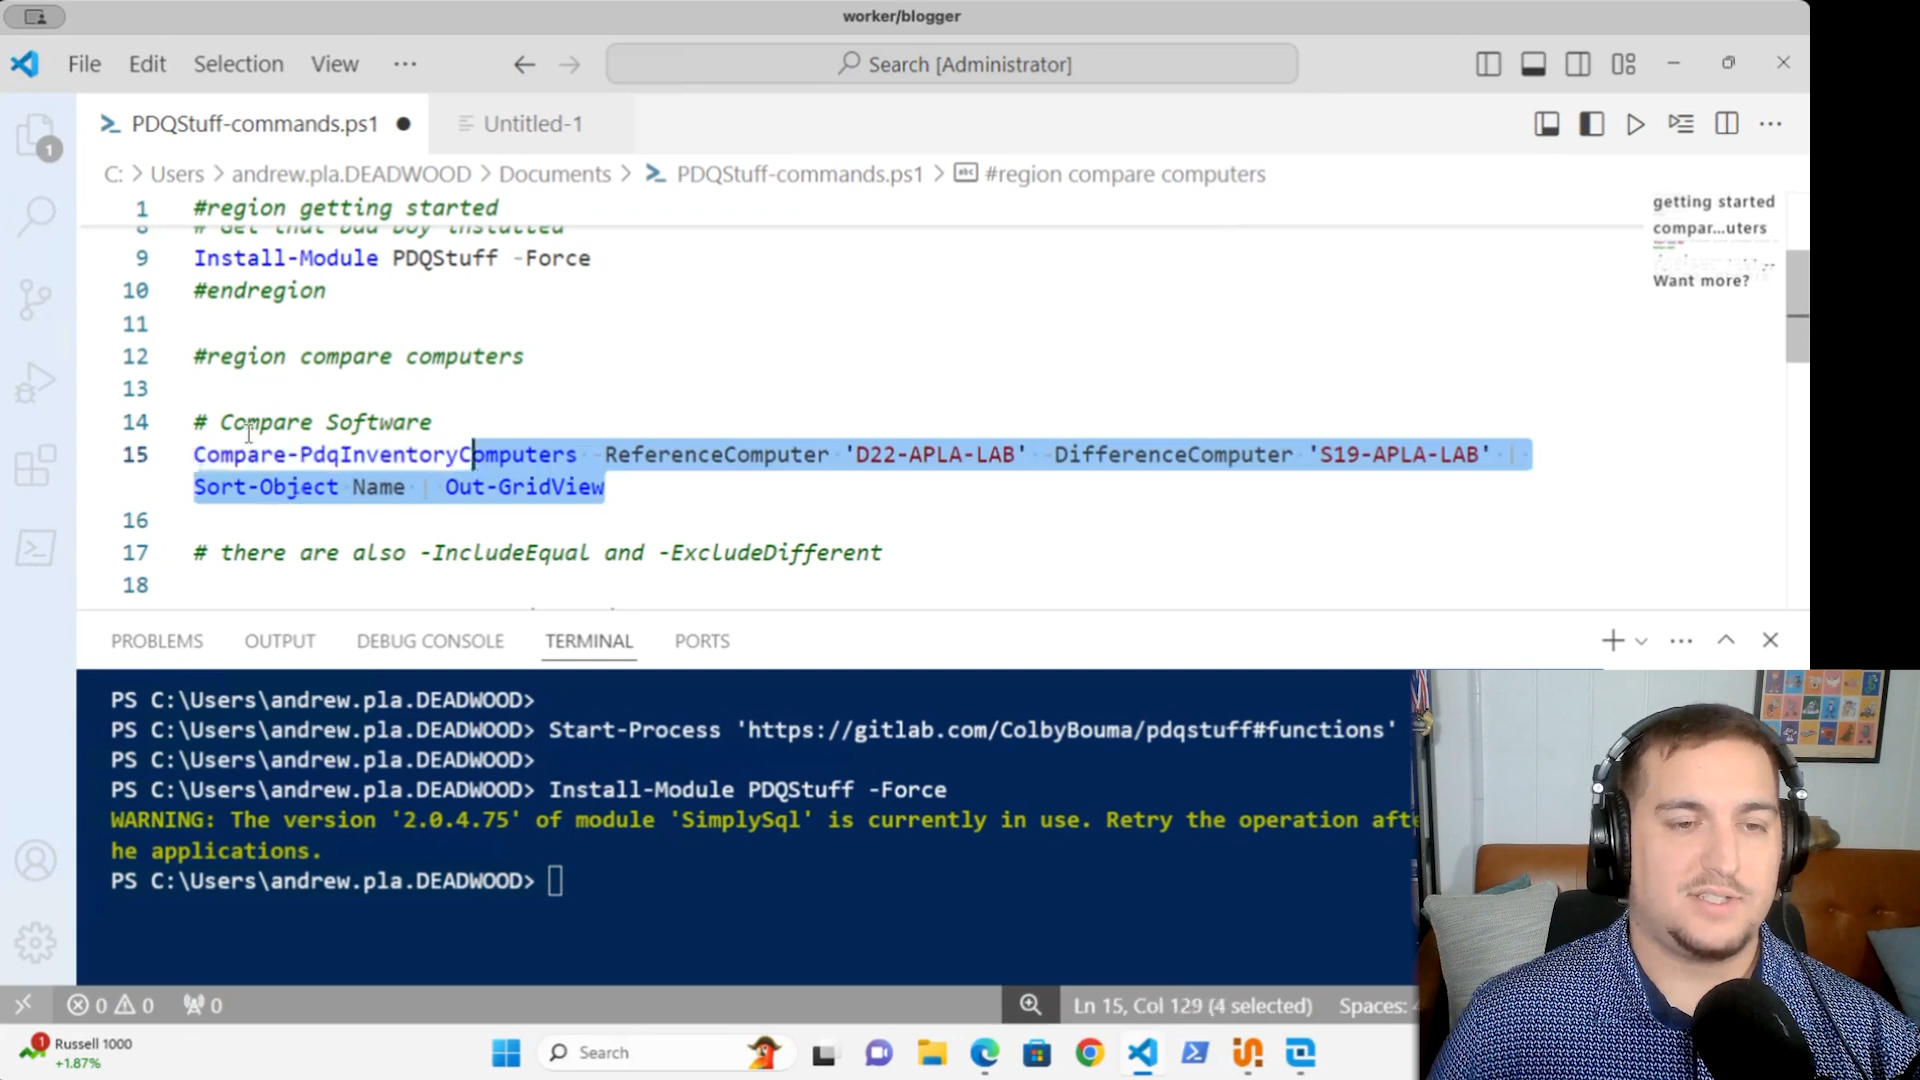 worker/blogger
File Edit Selection View ... Search [Administrator]
PDQStuff-commands.ps1 Untitled-1
C: > Users > andrew.pla.DEADWOOD > Documents > PDQStuff-commands.ps1 > #region compare computers
1 #region getting started
8 # Get that bad boy installed
9 Install-Module PDQStuff -Force
10 #endregion
11
12 #region compare computers
13
14 # Compare Software
15 Compare-PdqInventoryComputers -ReferenceComputer 'D22-APLA-LAB' -DifferenceComputer 'S19-APLA-LAB' |
Sort-Object Name | Out-GridView
16
17 # there are also -IncludeEqual and -ExcludeDifferent
18
getting started
compar...uters
Want more?
1
PROBLEMS OUTPUT DEBUG CONSOLE TERMINAL PORTS
PS C:\Users\andrew.pla.DEADWOOD>
PS C:\Users\andrew.pla.DEADWOOD> Start-Process 'https://gitlab.com/ColbyBouma/pdqstuff#functions'
PS C:\Users\andrew.pla.DEADWOOD>
PS C:\Users\andrew.pla.DEADWOOD> Install-Module PDQStuff -Force
WARNING: The version '2.0.4.75' of module 'SimplySql' is currently in use. Retry the operation afte
he applications.
PS C:\Users\andrew.pla.DEADWOOD>
0 0 0 Ln 15, Col 129 (4 selected) Spaces:
1 Russell 1000
+1.87%
Search